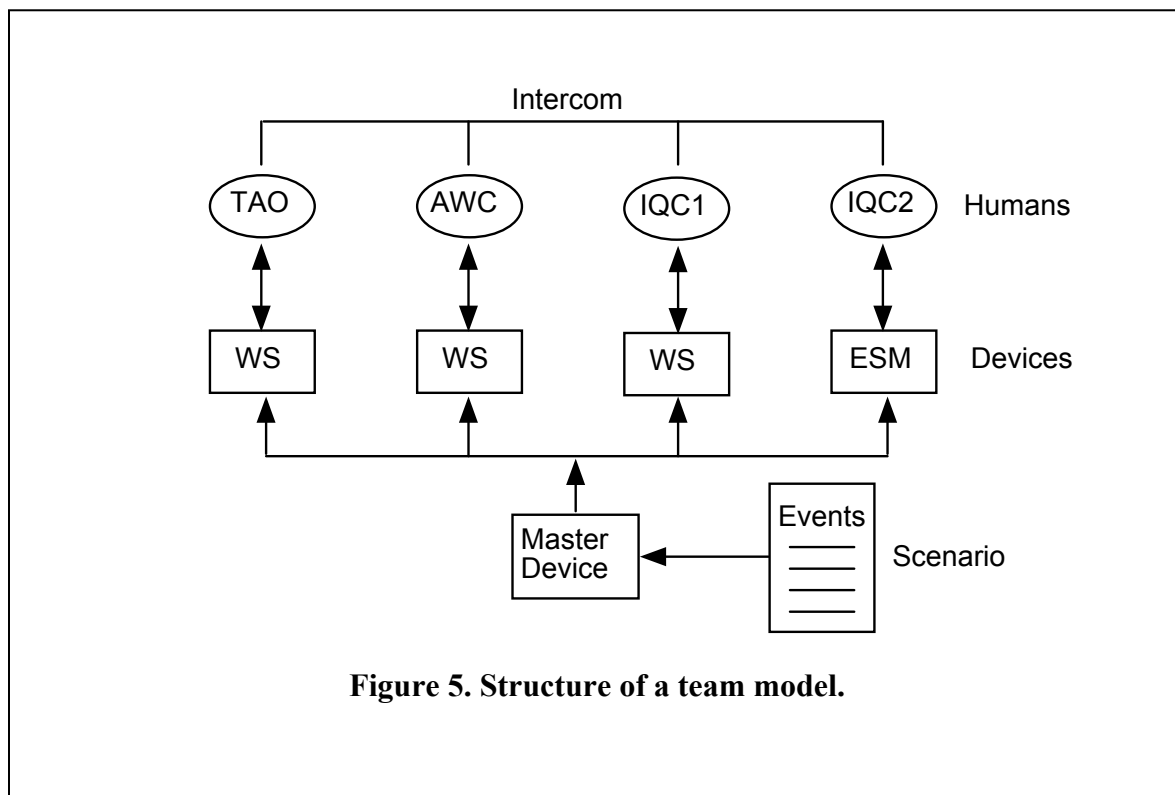 Intercom
TAO AWC IQC1 IQC2 Humans
WS WS WS ESM Devices
Events
Master
Device
Scenario
Figure 5. Structure of a team model.